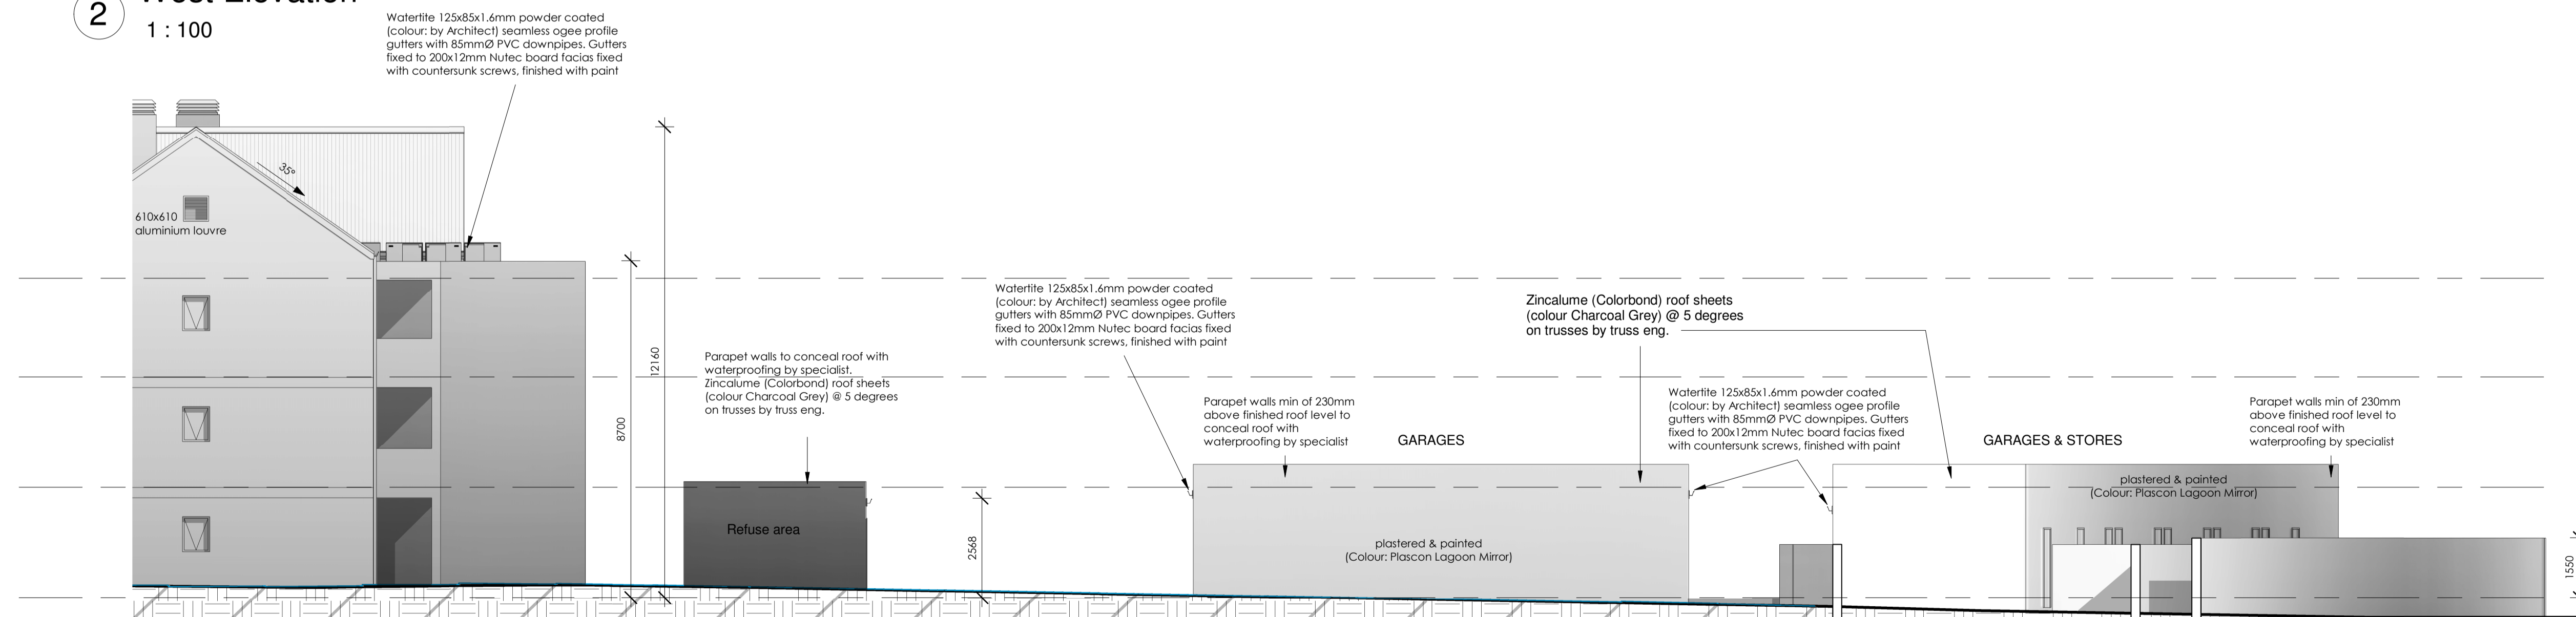 2
West Elevation
1 : 100
Watertite 125x85x1.6mm powder coated
(colour: by Architect) seamless ogee profile
gutters with 85mmØ PVC downpipes. Gutters
fixed to 200x12mm Nutec board facias fixed
with countersunk screws, finished with paint
35°
610x610
aluminium louvre
12160
8700
Parapet walls to conceal roof with
waterproofing by specialist.
Zincalume (Colorbond) roof sheets
(colour Charcoal Grey) @ 5 degrees
on trusses by truss eng.
Refuse area
2568
Watertite 125x85x1.6mm powder coated
(colour: by Architect) seamless ogee profile
gutters with 85mmØ PVC downpipes. Gutters
fixed to 200x12mm Nutec board facias fixed
with countersunk screws, finished with paint
Parapet walls min of 230mm
above finished roof level to
conceal roof with
waterproofing by specialist
GARAGES
plastered & painted
(Colour: Plascon Lagoon Mirror)
Zincalume (Colorbond) roof sheets
(colour Charcoal Grey) @ 5 degrees
on trusses by truss eng.
Watertite 125x85x1.6mm powder coated
(colour: by Architect) seamless ogee profile
gutters with 85mmØ PVC downpipes. Gutters
fixed to 200x12mm Nutec board facias fixed
with countersunk screws, finished with paint
GARAGES & STORES
Parapet walls min of 230mm
above finished roof level to
conceal roof with
waterproofing by specialist
plastered & painted
(Colour: Plascon Lagoon Mirror)
1550